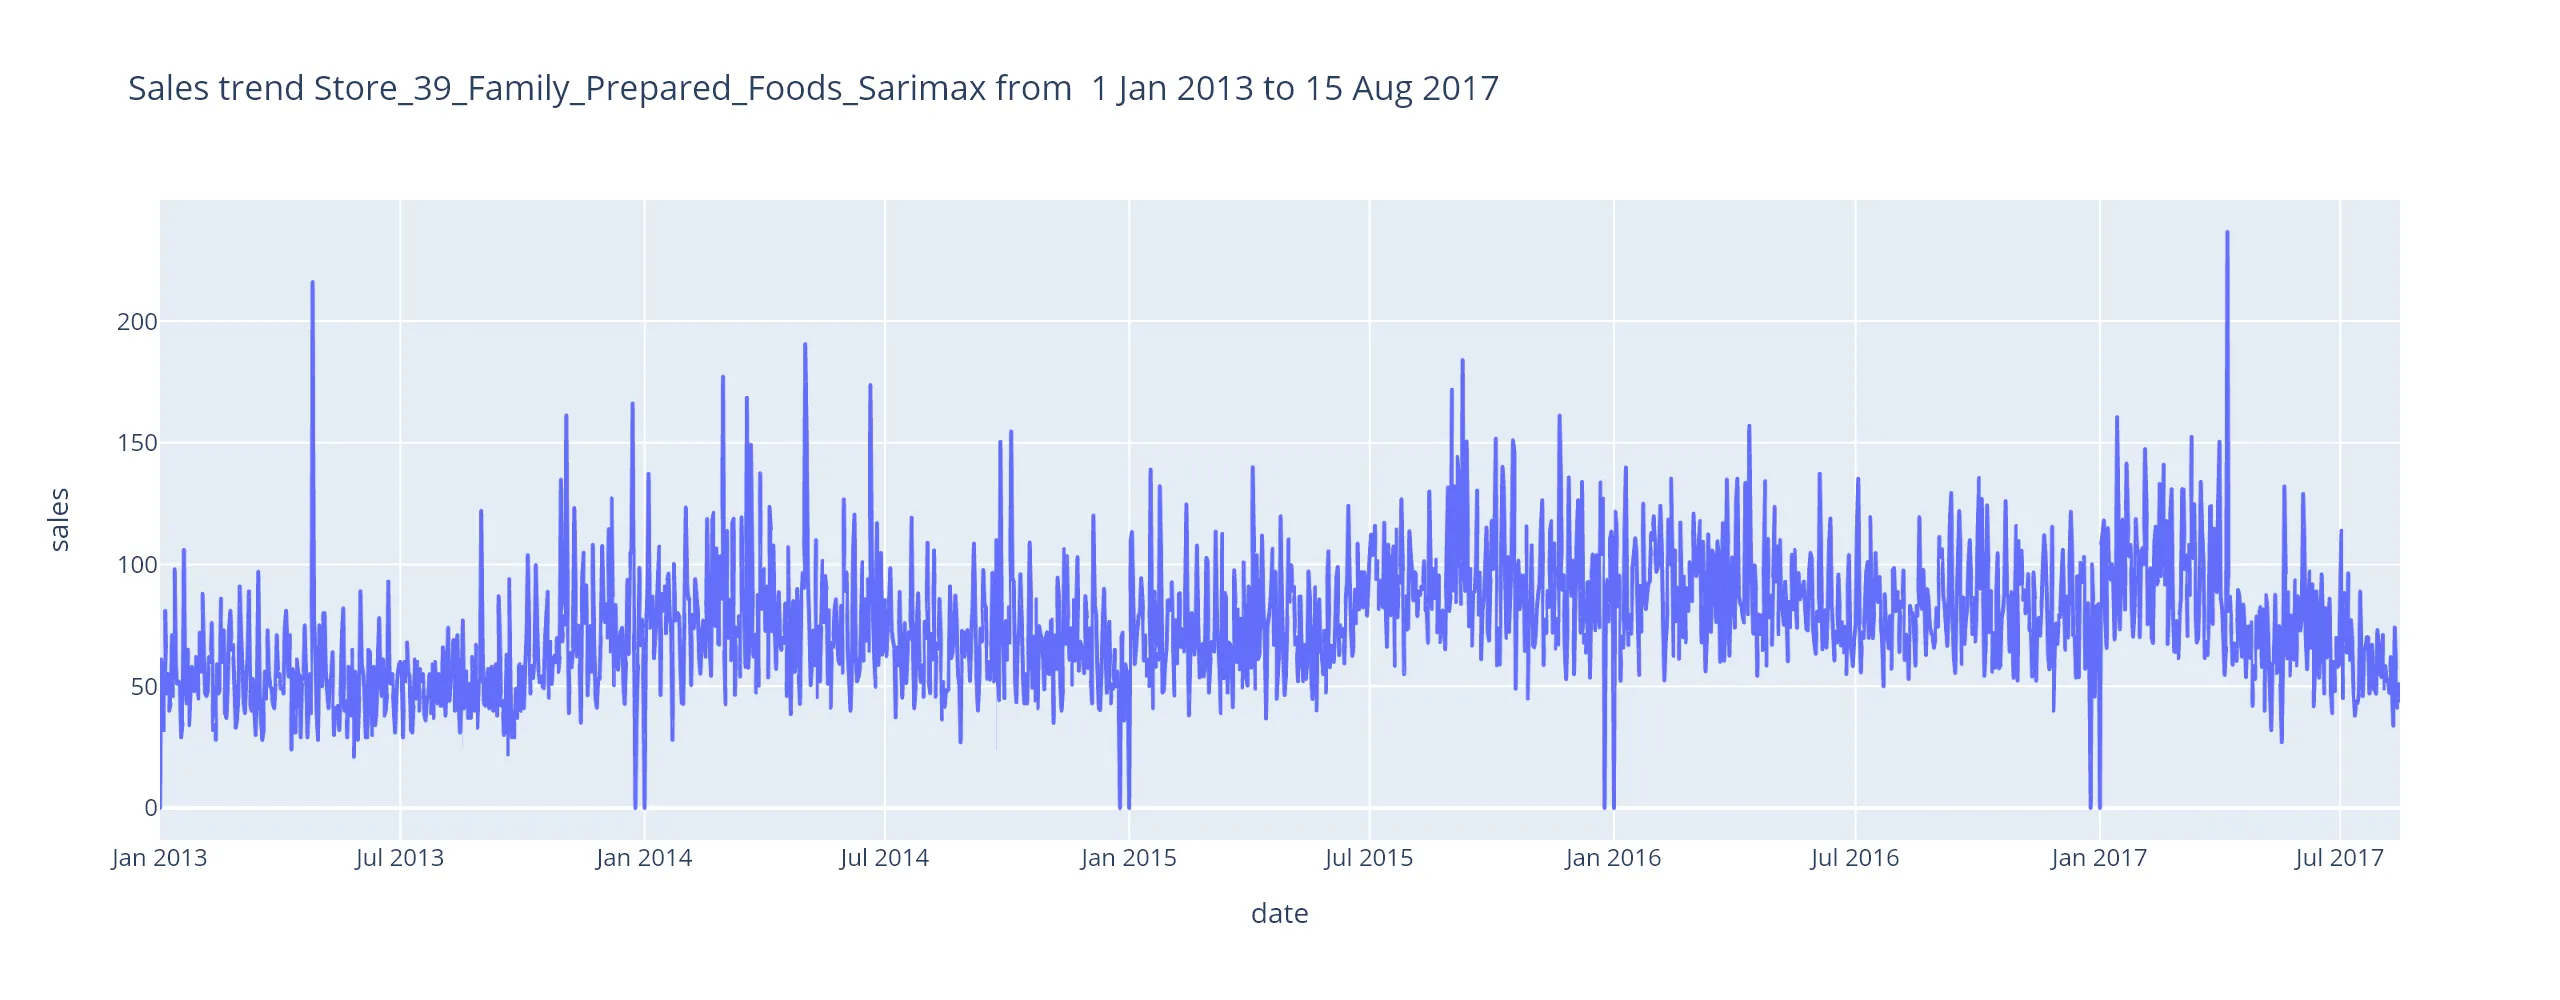 Sales trend Store_39_Family_Prepared_Foods_Sarimax from  1 Jan 2013 to 15 Aug 2017
sales
200
150
100
50
0
Jan 2013 Jul 2013 Jan 2014 Jul 2014 Jan 2015 Jul 2015 Jan 2016 Jul 2016 Jan 2017 Jul 2017
date